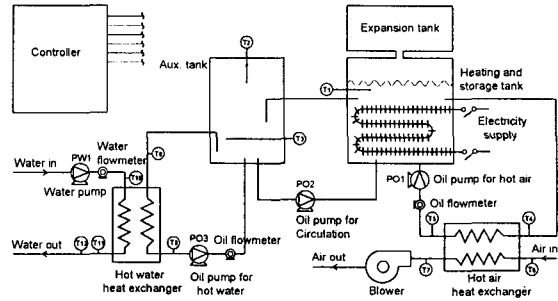 Controller
Expansion tank
T2
Aux. tank
T1
Heating and
storage tank
T3
Electricity
supply
Water
flowmeter
T9
Water in
PW1
T10
Water pump
PO1
Oil pump for hot air
PO2
Oil flowmeter
Oil pump for
Circulation
T5
T4
Water out
T12
T11
T8
PO3
Oil flowmeter
Air out
Air in
T7
T6
Oil pump for
hot water
Blower
Hot water
heat exchanger
Hot air
heat exchanger